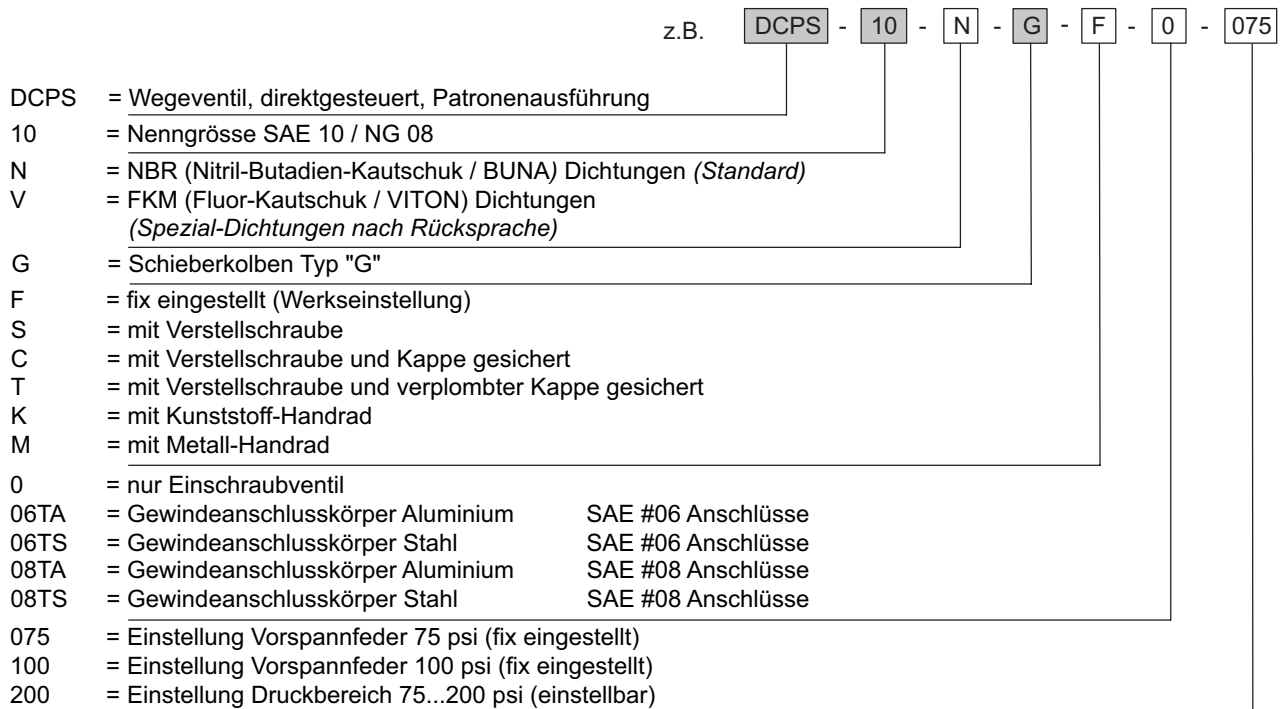 z.B. DCPS - 10 - N - G - F - 0 - 075
DCPS = Wegeventil, direktgesteuert, Patronenausführung
10 = Nenngrösse SAE 10 / NG 08
N = NBR (Nitril-Butadien-Kautschuk / BUNA) Dichtungen (Standard)
V = FKM (Fluor-Kautschuk / VITON) Dichtungen
(Spezial-Dichtungen nach Rücksprache)
G = Schieberkolben Typ "G"
F = fix eingestellt (Werkseinstellung)
S = mit Verstellschraube
C = mit Verstellschraube und Kappe gesichert
T = mit Verstellschraube und verplombter Kappe gesichert
K = mit Kunststoff-Handrad
M = mit Metall-Handrad
0 = nur Einschraubventil
06TA = Gewindeanschlusskörper Aluminium SAE #06 Anschlüsse
06TS = Gewindeanschlusskörper Stahl SAE #06 Anschlüsse
08TA = Gewindeanschlusskörper Aluminium SAE #08 Anschlüsse
08TS = Gewindeanschlusskörper Stahl SAE #08 Anschlüsse
075 = Einstellung Vorspannfeder 75 psi (fix eingestellt)
100 = Einstellung Vorspannfeder 100 psi (fix eingestellt)
200 = Einstellung Druckbereich 75...200 psi (einstellbar)